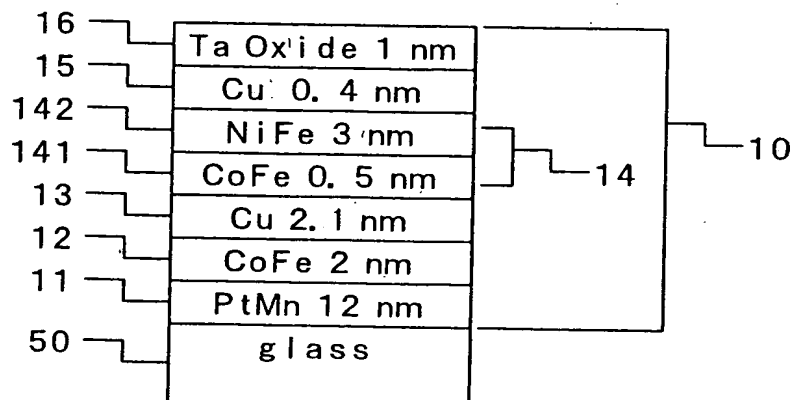 16 Ta Oxide 1 nm
15 Cu 0.4 nm
142 NiFe 3 nm
141 CoFe 0.5 nm
14
10
13 Cu 2.1 nm
12 CoFe 2 nm
11 PtMn 12 nm
50 glass